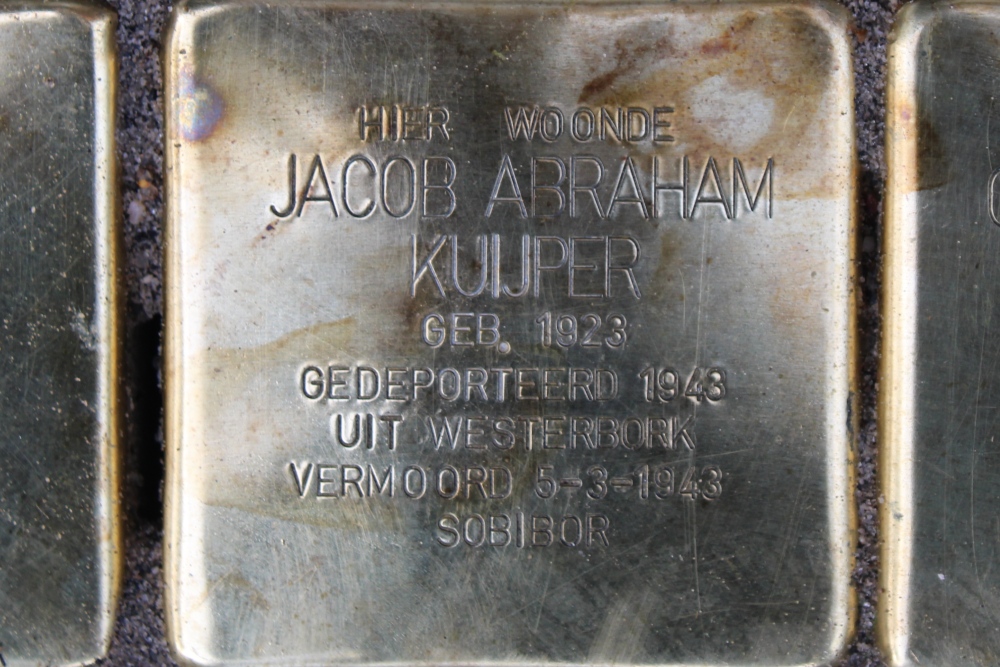 HIER WOONDE
JACOB ABRAHAM
KUIJPER
GEB. 1923
GEDEPORTEERD 1943
UIT WESTERBORK
VERMOORD 5-3-1943
SOBIBOR